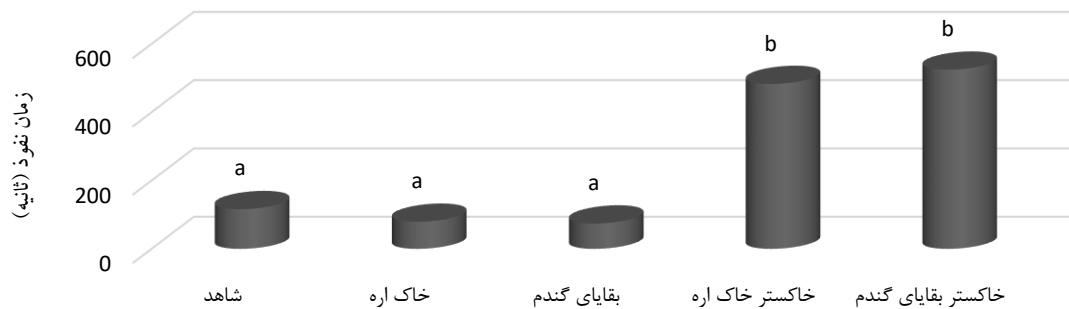 زمان نفوذ (ثانیه)
600
400
200
0
a
a
a
b
b
شاهد
خاک اره
بقایای گندم
خاکستر خاک اره
خاکستر بقایای گندم